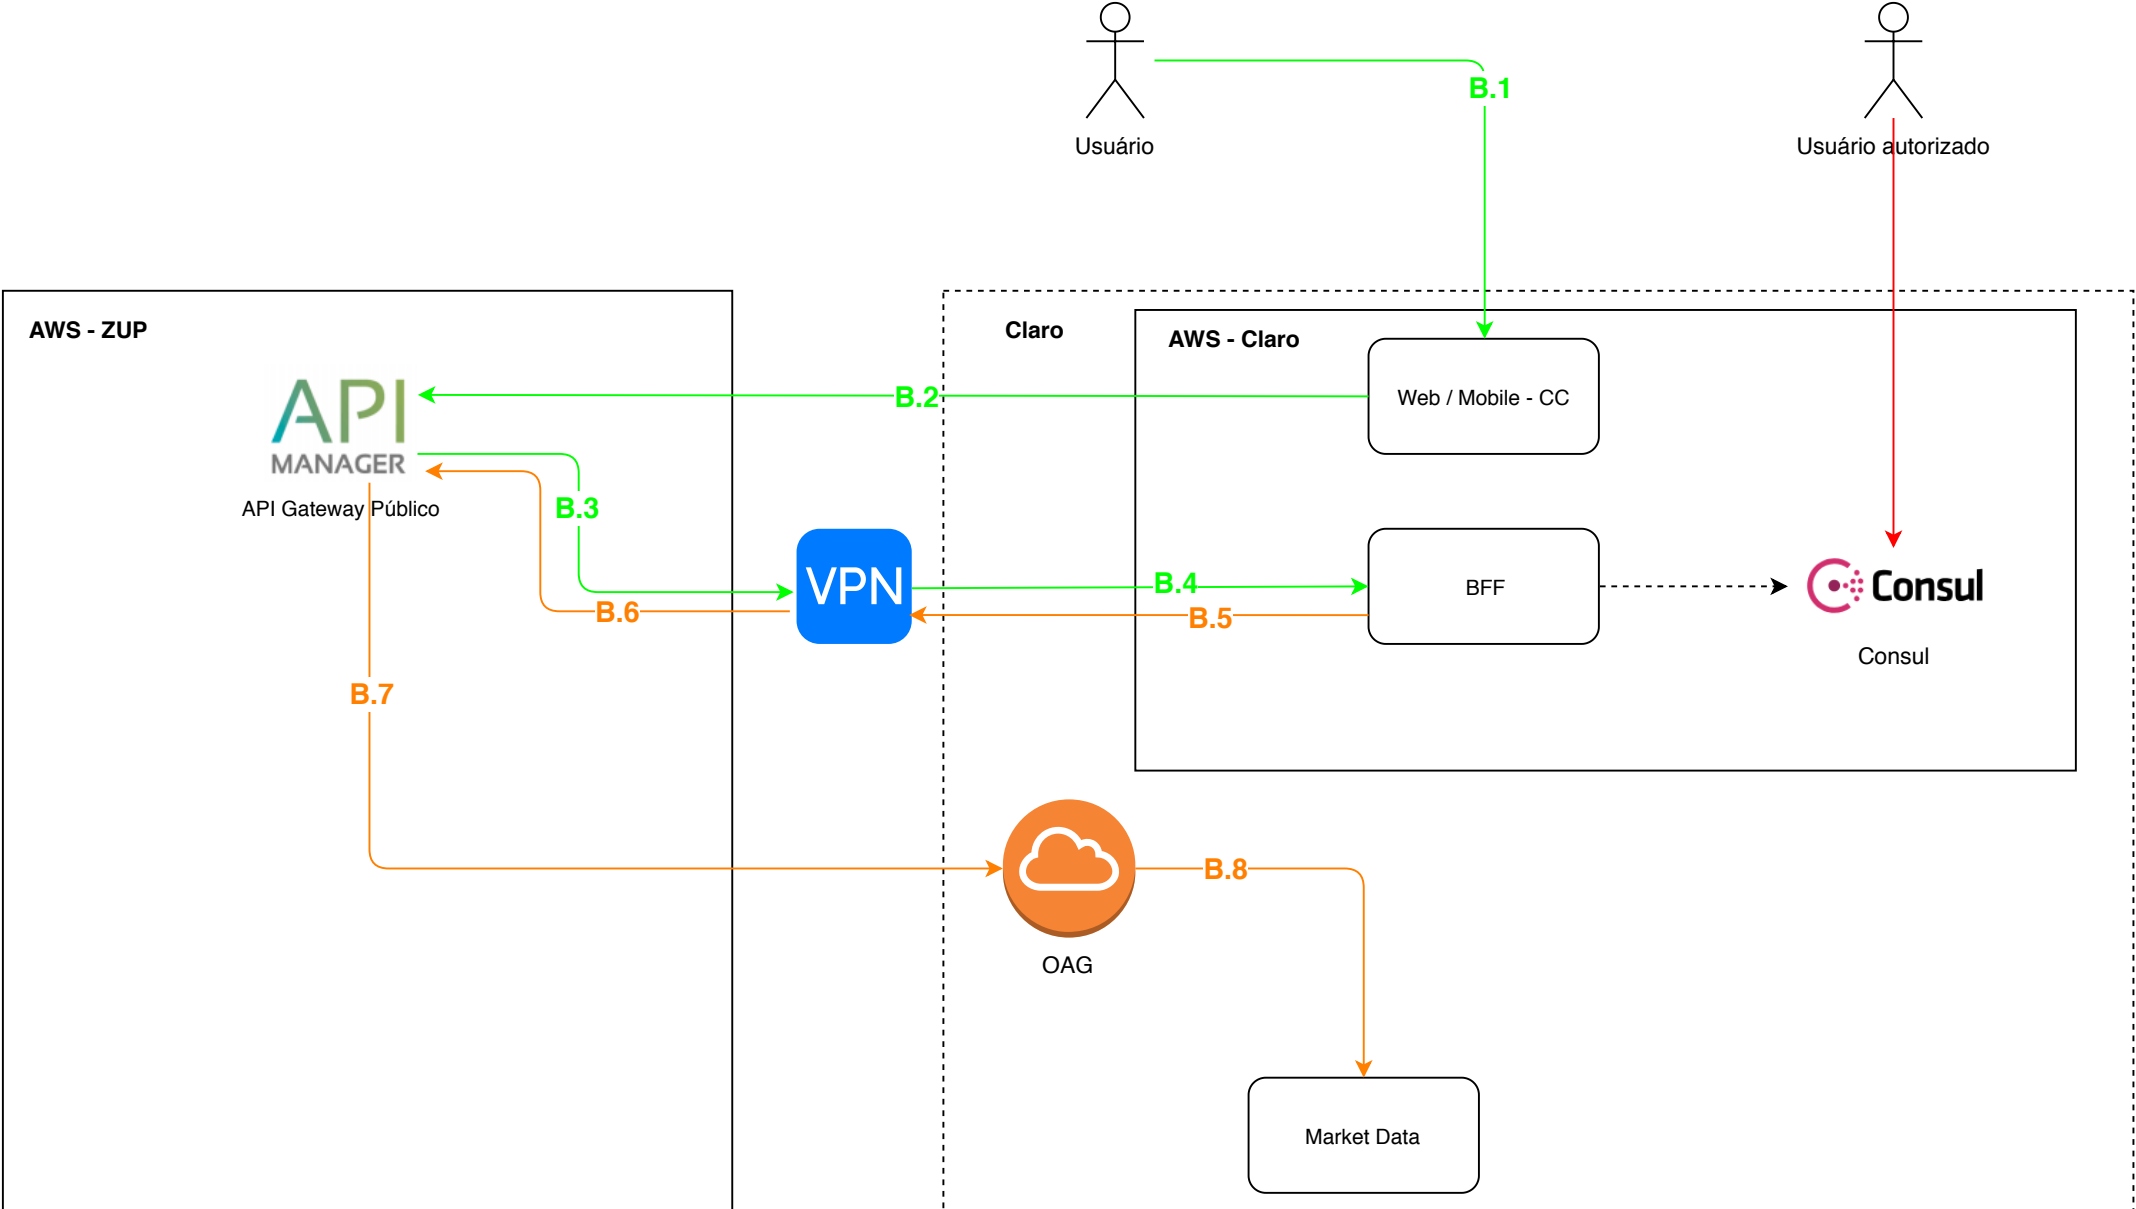 B.1
Usuário
Usuário autorizado
AWS - ZUP
Claro
AWS - Claro
API
MANAGER
API Gateway Público
B.2
Web / Mobile - CC
B.3
VPN
B.4
BFF
Consul
B.6
B.5
Consul
B.7
B.8
OAG
Market Data